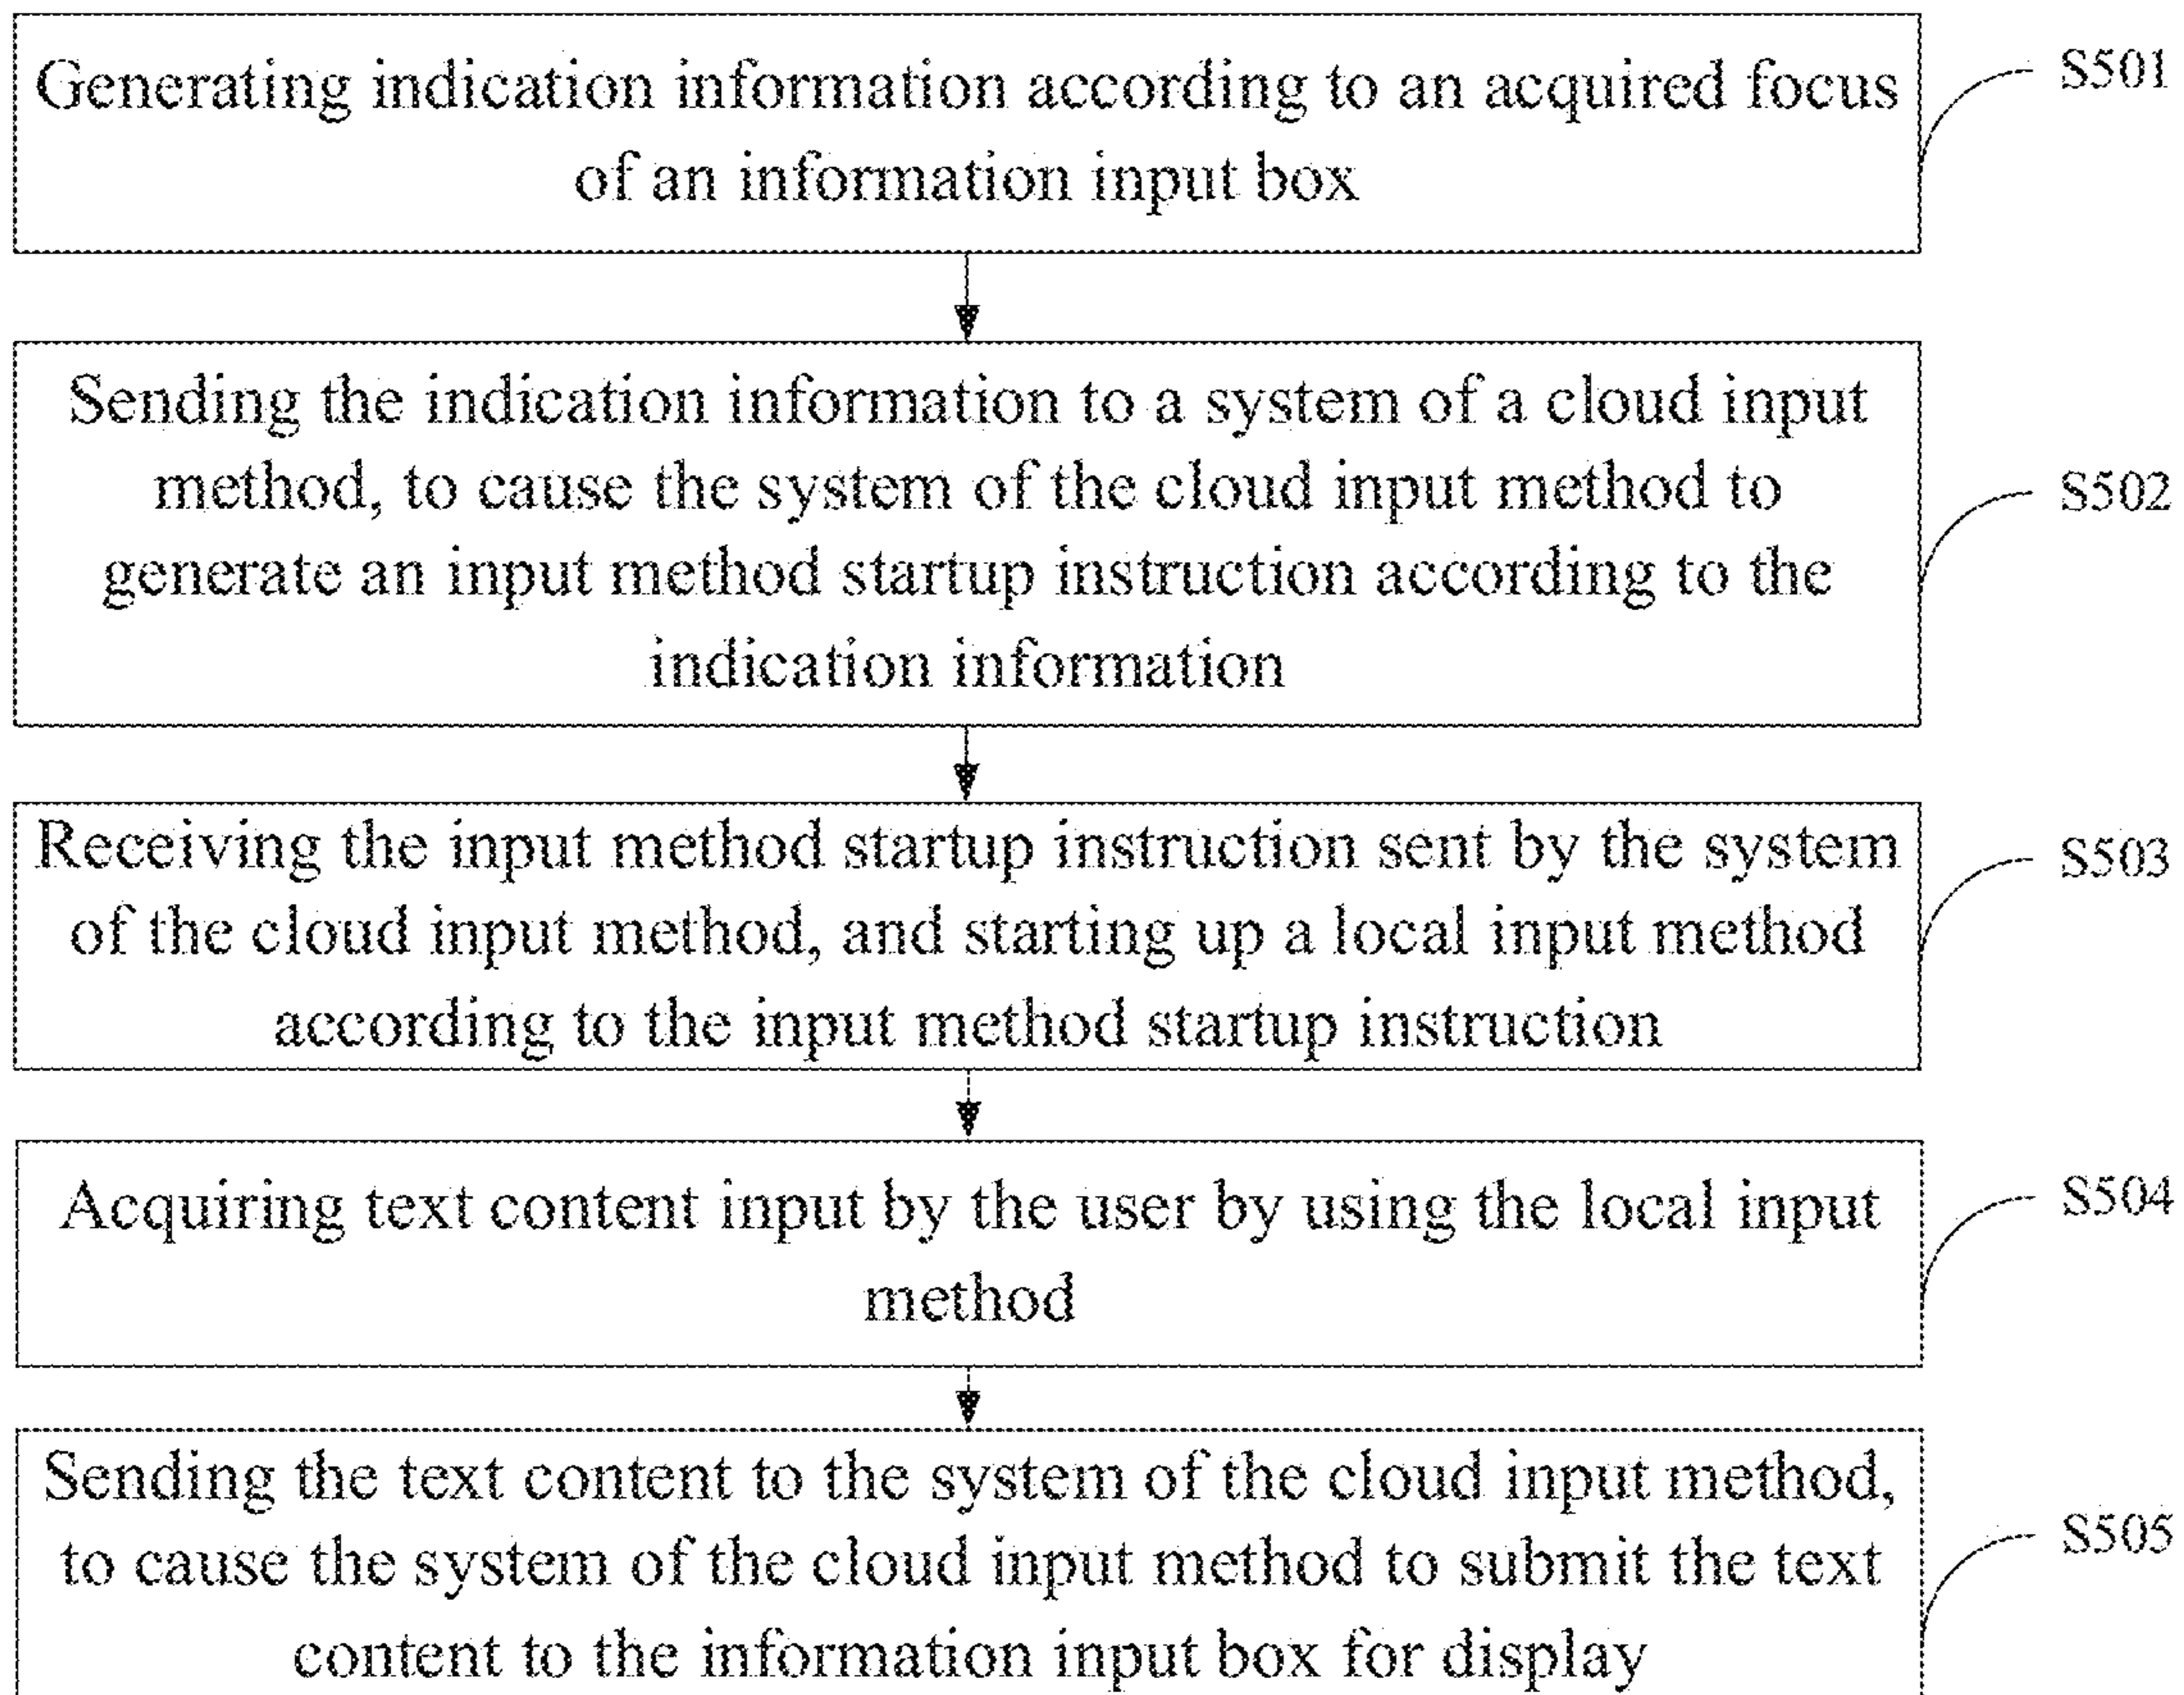 Generating indication information according to an acquired focus
of an information input box
S501
Sending the indication information to a system of a cloud input
method, to cause the system of the cloud input method to
generate an input method startup instruction according to the
indication information
S502
Receiving the input method startup instruction sent by the system
of the cloud input method, and starting up a local input method
according to the input method startup instruction
S503
Acquiring text content input by the user by using the local input
method
S504
Sending the text content to the system of the cloud input method,
to cause the system of the cloud input method to submit the text
content to the information input box for display
S505